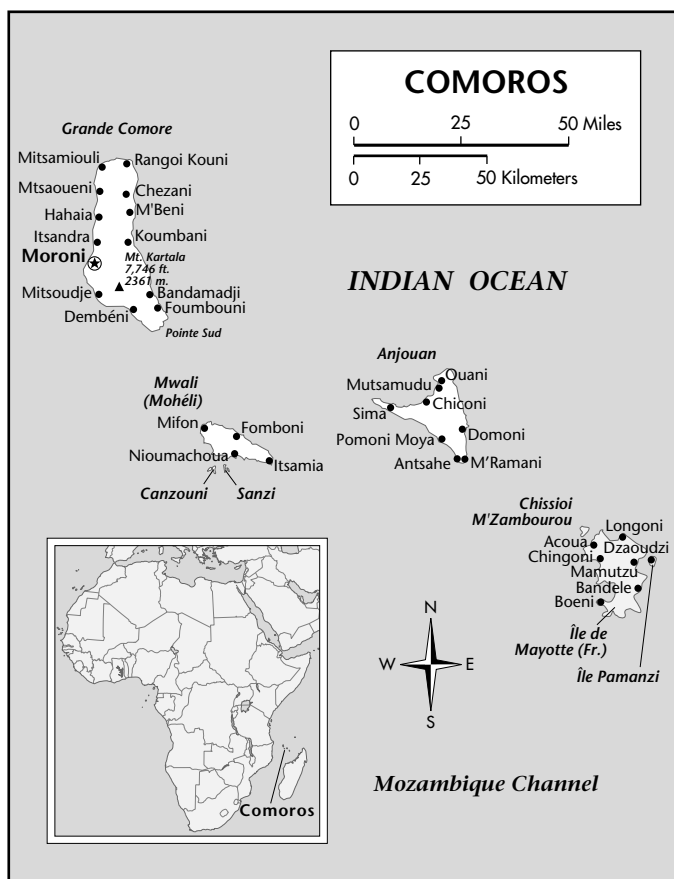 COMOROS
0 25 50 Miles
0 25 50 Kilometers
Grande Comore
Mitsamiouli
Rangoi Kouni
Mtsaoueni
Chezani
Hahaia
M'Beni
Itsandra
Koumbani
Moroni
Mt. Kartala
7,746 ft.
2361 m.
Mitsoudje
Bandamadji
Dembéni
Foumbouni
Pointe Sud
INDIAN OCEAN
Anjouan
Ouani
Mutsamudu
Chiconi
Sima
Pomoni Moya
Domoni
Antsahe
M'Ramani
Mwali
(Mohéli)
Mifon
Fomboni
Nioumachoua
Itsamia
Canzouni
Sanzi
Chissioi
M'Zambourou
Longoni
Acoua
Dzaoudzi
Chingoni
Mamutzu
Bandele
Boeni
Île de
Mayotte (Fr.)
Île Pamanzi
N
W E
S
Comoros
Mozambique Channel